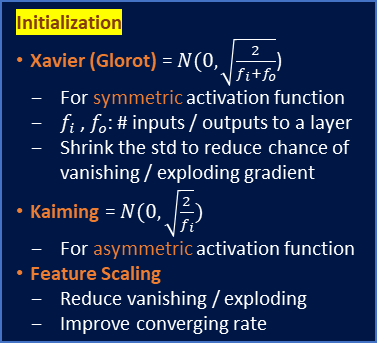 Initialization
• Xavier (Glorot) = N(0, √(2/(fᵢ+fₒ)))
– For symmetric activation function
– fᵢ , fₒ: # inputs / outputs to a layer
– Shrink the std to reduce chance of
vanishing / exploding gradient
• Kaiming = N(0, √(2/fᵢ))
– For asymmetric activation function
• Feature Scaling
– Reduce vanishing / exploding
– Improve converging rate